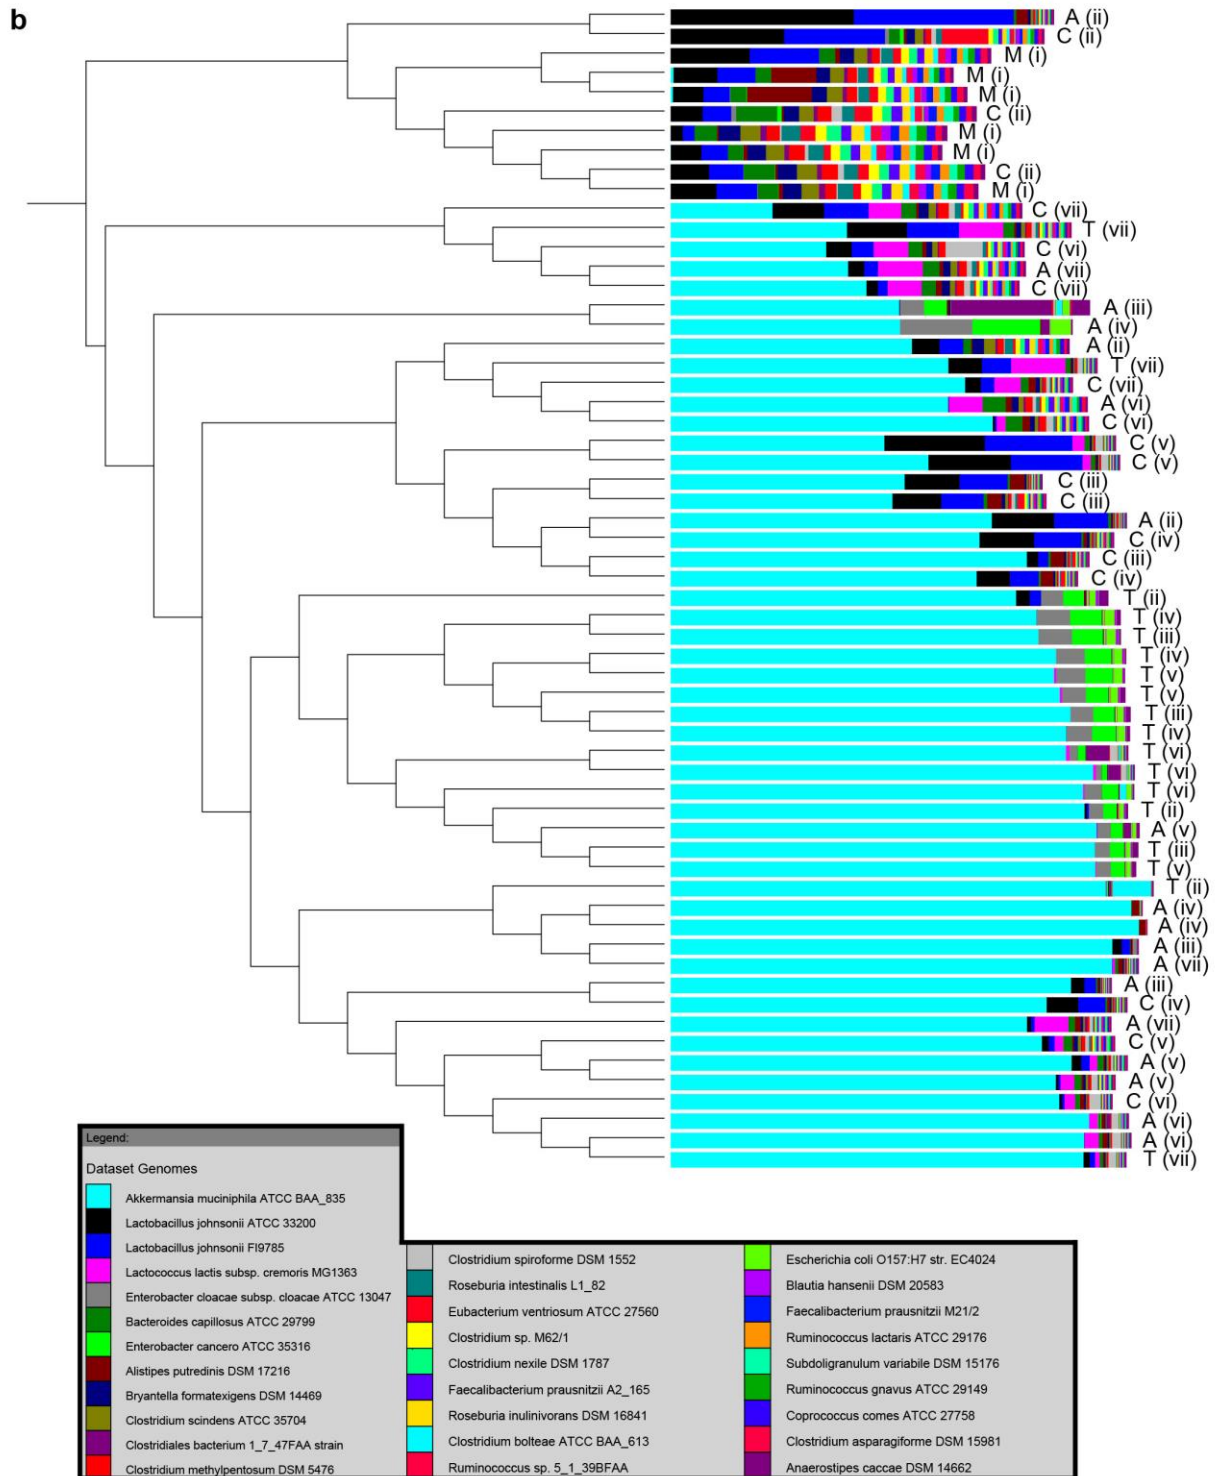 b
A (ii)
C (ii)
M (i)
M (i)
M (i)
C (ii)
M (i)
M (i)
C (ii)
M (i)
C (vii)
T (vii)
C (vi)
A (vii)
C (vii)
A (iii)
A (iv)
A (ii)
T (vii)
C (vii)
A (vi)
C (vi)
C (v)
C (v)
C (iii)
C (iii)
A (ii)
C (iv)
C (iii)
C (iv)
T (ii)
T (iv)
T (iii)
T (iv)
T (v)
T (v)
T (iii)
T (iv)
T (vi)
T (vi)
T (vi)
T (ii)
A (v)
T (iii)
T (v)
T (ii)
A (iv)
A (iv)
A (iii)
A (vii)
A (iii)
C (iv)
A (vii)
C (v)
A (v)
A (v)
C (vi)
A (vi)
A (vi)
T (vii)
Legend:
Dataset Genomes
Akkermansia muciniphila ATCC BAA_835
Lactobacillus johnsonii ATCC 33200
Lactobacillus johnsonii FI9785
Lactococcus lactis subsp. cremoris MG1363
Enterobacter cloacae subsp. cloacae ATCC 13047
Bacteroides capillosus ATCC 29799
Enterobacter cancero ATCC 35316
Alistipes putredinis DSM 17216
Bryantella formatexigens DSM 14469
Clostridium scindens ATCC 35704
Clostridiales bacterium 1_7_47FAA strain
Clostridium methylpentosum DSM 5476
Clostridium spiroforme DSM 1552
Roseburia intestinalis L1_82
Eubacterium ventriosum ATCC 27560
Clostridium sp. M62/1
Clostridium nexile DSM 1787
Faecalibacterium prausnitzii A2_165
Roseburia inulinivorans DSM 16841
Clostridium bolteae ATCC BAA_613
Ruminococcus sp. 5_1_39BFAA
Escherichia coli O157:H7 str. EC4024
Blautia hansenii DSM 20583
Faecalibacterium prausnitzii M21/2
Ruminococcus lactaris ATCC 29176
Subdoligranulum variabile DSM 15176
Ruminococcus gnavus ATCC 29149
Coprococcus comes ATCC 27758
Clostridium asparagiforme DSM 15981
Anaerostipes caccae DSM 14662